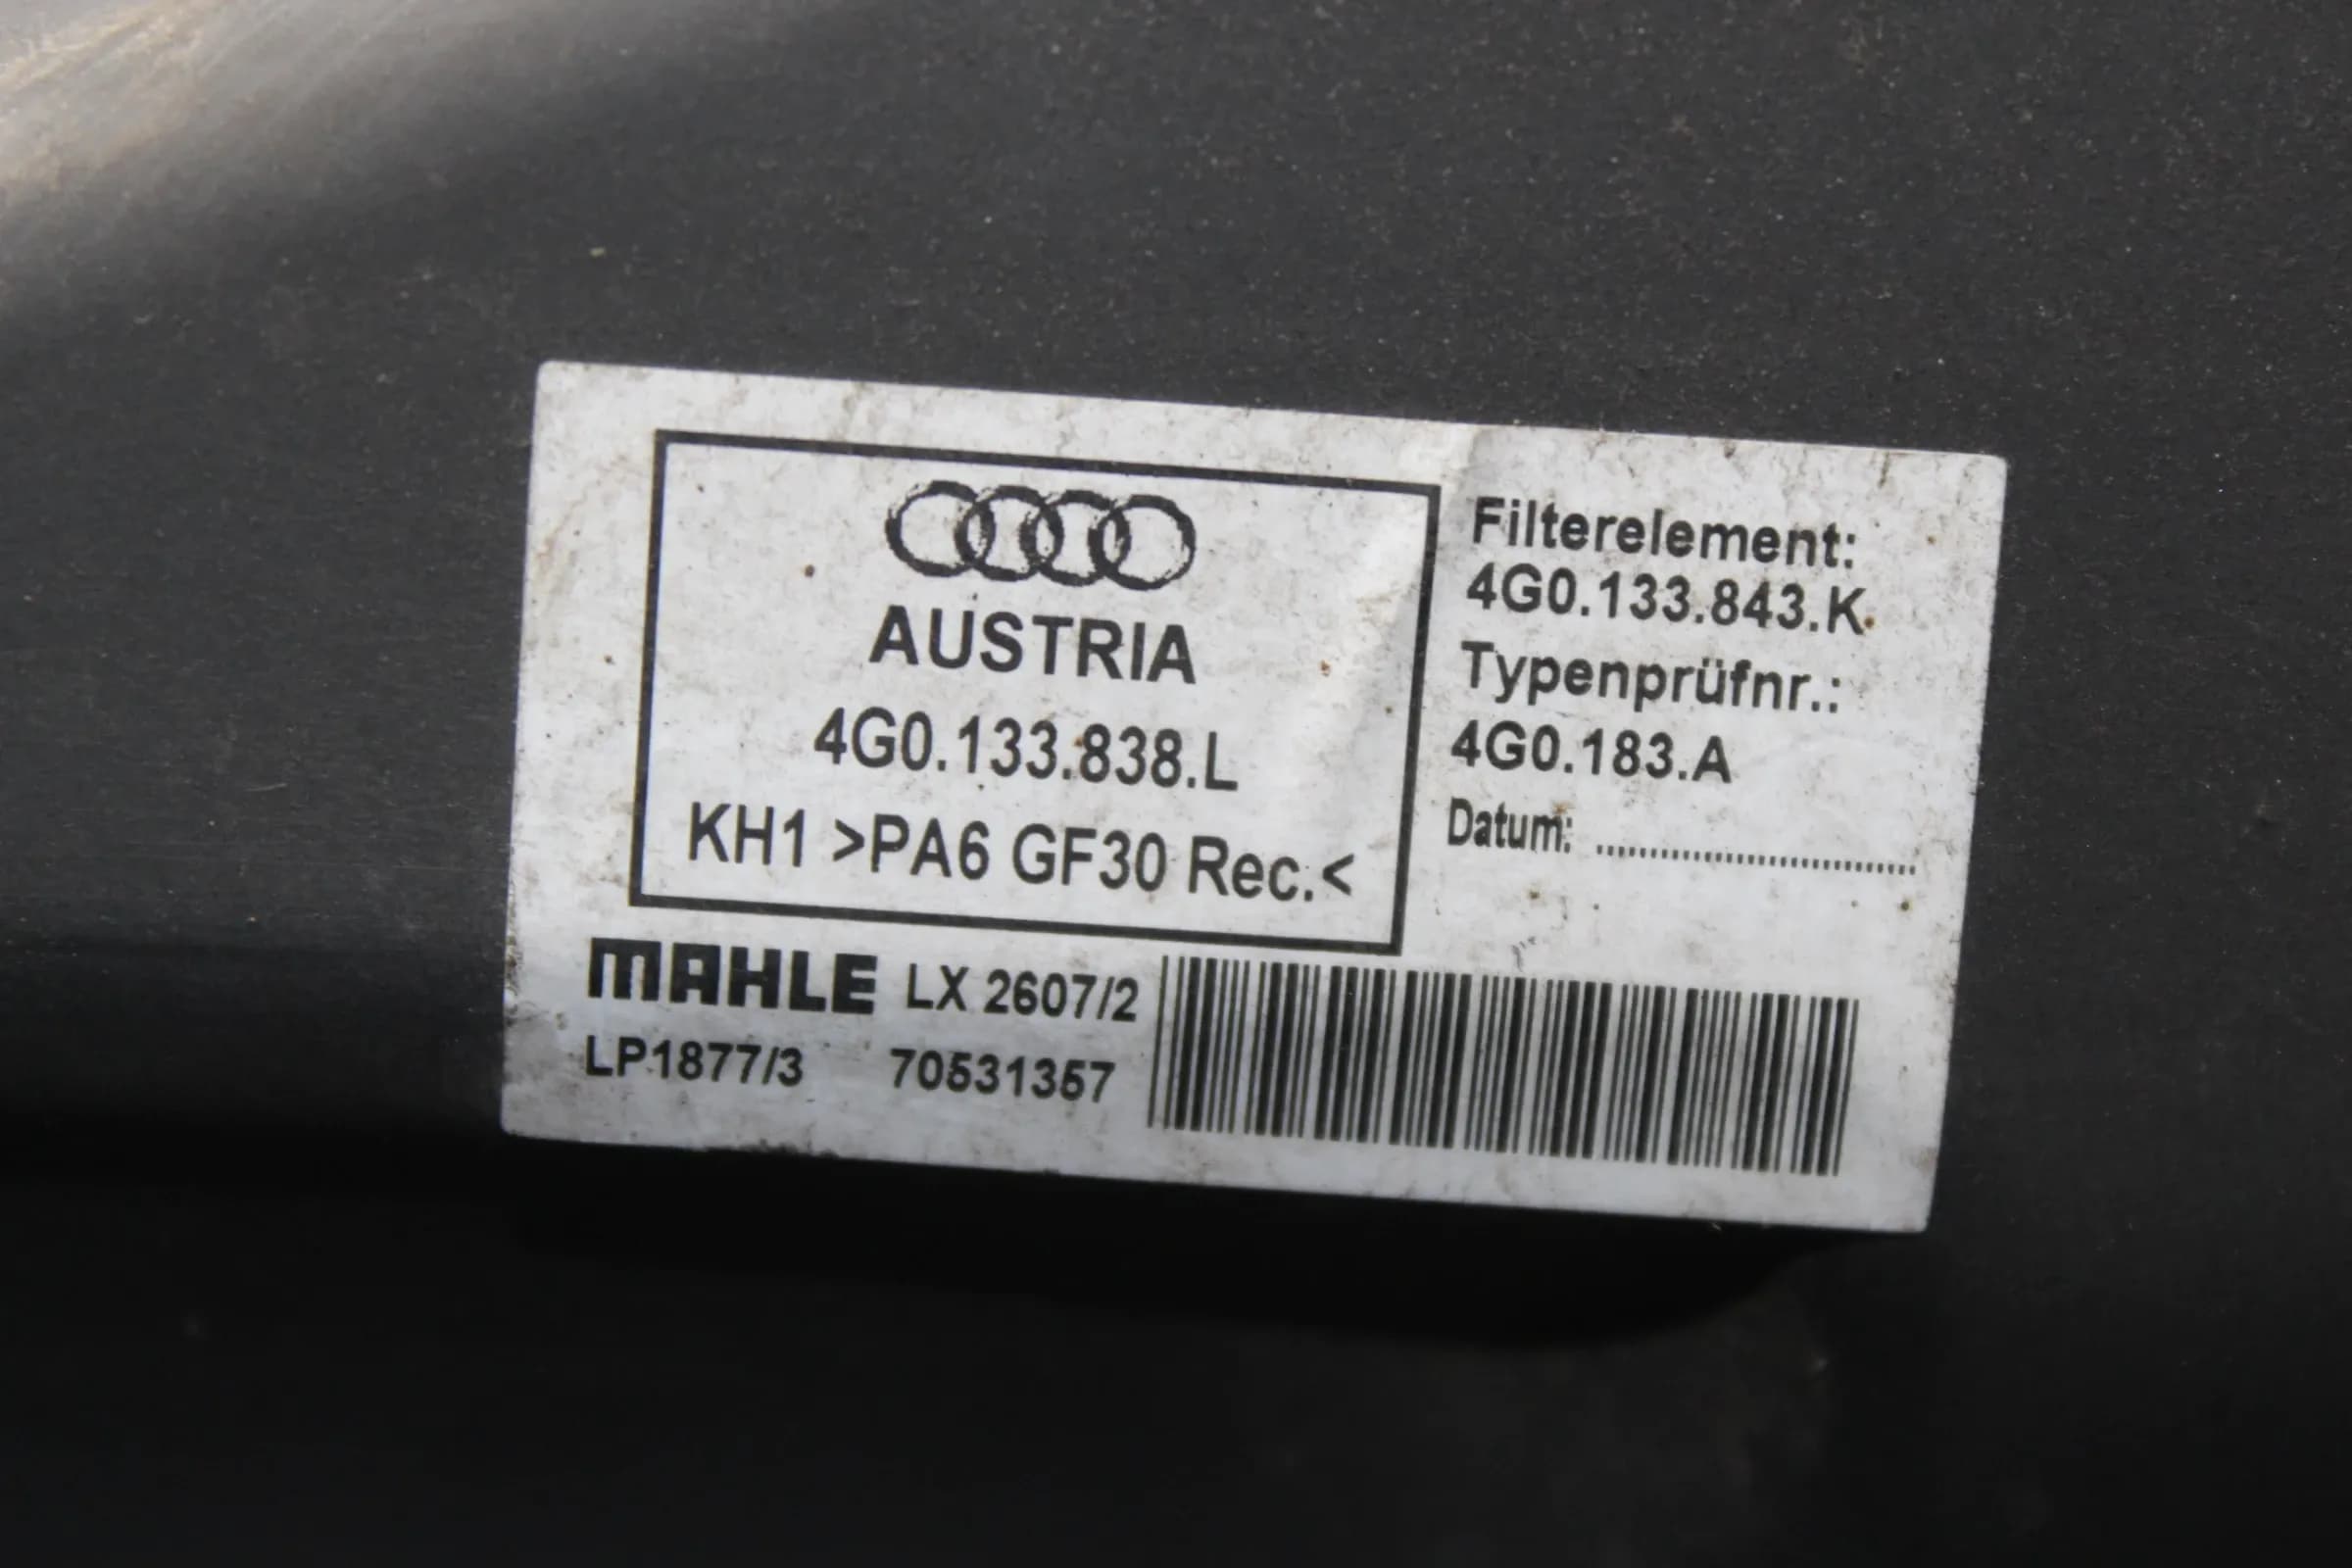 AUSTRIA
4G0.133.838.L
KH1 >PA6 GF30 Rec.<
Filterelement:
4G0.133.843.K
Typenprüfnr.:
4G0.183.A
Datum: ................................
MAHLE LX 2607/2
LP1877/3 70531357